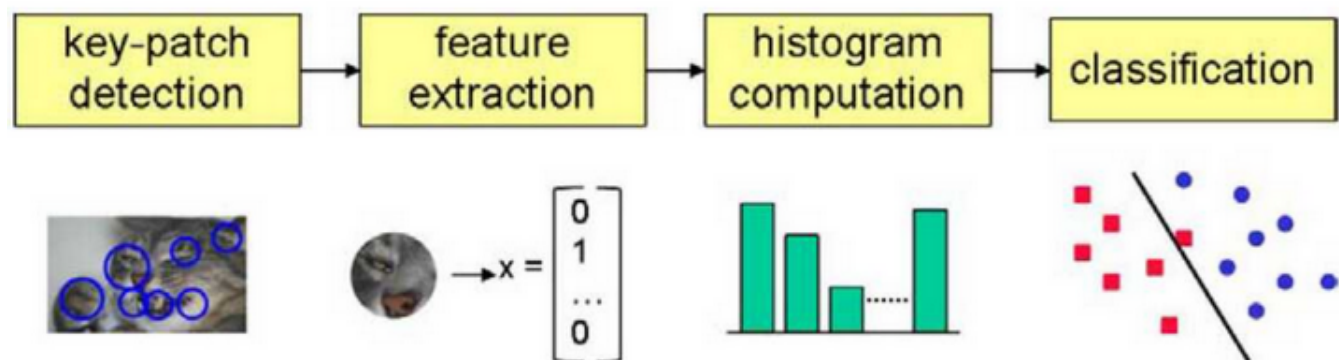 key-patch
detection
feature
extraction
histogram
computation
classification
x =
0
1
...
0
......